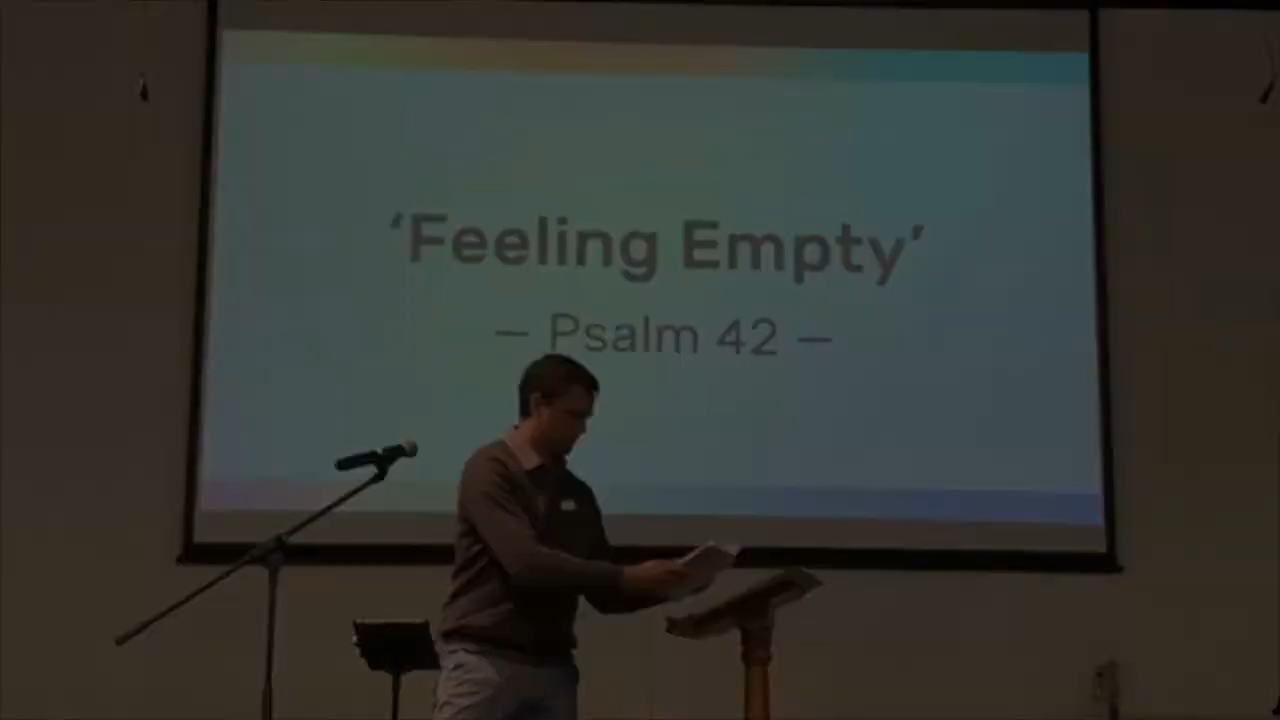 ‘Feeling Empty’
– Psalm 42 –